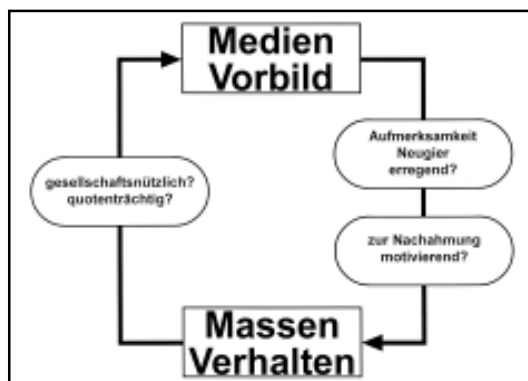 Medien
Vorbild
Aufmerksamkeit
Neugier
erregend?
gesellschaftsnützlich?
quotenträchtig?
zur Nachahmung
motivierend?
Massen
Verhalten